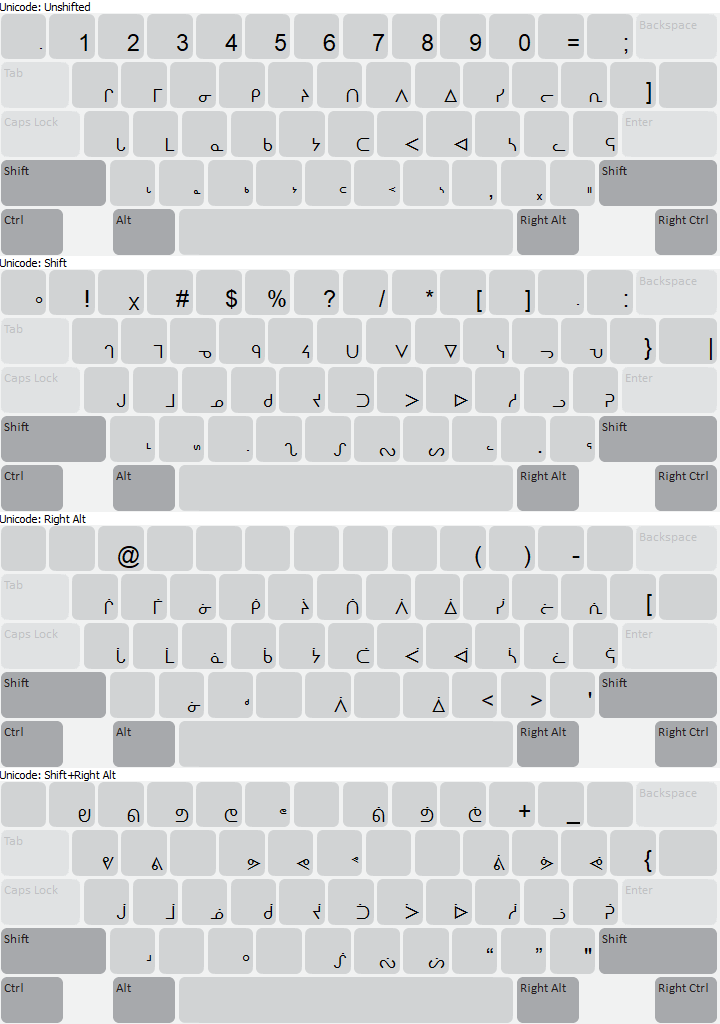 Unicode: Unshifted
ᐧ 1 2 3 4 5 6 7 8 9 0 = ; Backspace
Tab ᒋ ᒥ ᓂ ᑭ ᔨ ᑎ ᐱ ᐃ ᓯ ᓕ ᕆ ]
Caps Lock ᒐ ᒪ ᓇ ᑲ ᔭ ᑕ ᐸ ᐊ ᓴ ᓚ ᕋ Enter
Shift ᒡ ᓐ ᒃ ᔾ ᑦ ᑉ ᔅ , ᙮ ᐦ Shift
Ctrl Alt Right Alt Right Ctrl
Unicode: Shift
ᐤ ! ᙭ # $ % ? / * [ ] ᐧ : Backspace
Tab ᒉ ᒣ ᓀ ᑫ ᔦ ᑌ ᐯ ᐁ ᓭ ᓓ ᕂ } |
Caps Lock ᒍ ᒧ ᓄ ᑯ ᔪ ᑐ ᐳ ᐅ ᓱ ᓗ ᕈ Enter
Shift ᒻ ᔥ ᐧ ᔐ ᔑ ᔓ ᔕ ᓪ . ᕐ Shift
Ctrl Alt Right Alt Right Ctrl
Unicode: Right Alt
@ ( ) - Backspace
Tab ᒌ ᒦ ᓃ ᑮ ᔩ ᑏ ᐲ ᐄ ᓰ ᓖ ᕇ [
Caps Lock ᒑ ᒫ ᓈ ᑳ ᔮ ᑖ ᐹ ᐋ ᓵ ᓛ ᕌ Enter
Shift ᓃ ᒄ ᐲ ᐄ < > ' Shift
Ctrl Alt Right Alt Right Ctrl
Unicode: Shift+Right Alt
ᕓ ᕕ ᕗ ᕙ ᕝ ᕖ ᕘ ᕚ + _ Backspace
Tab ᕞ ᕠ ᕤ ᕦ ᕪ ᕢ ᕥ ᕧ {
Caps Lock ᒎ ᒨ ᓅ ᑰ ᔫ ᑑ ᐴ ᐆ ᓲ ᓘ ᕉ Enter
Shift ᒽ ᐤ ᔒ ᔔ ᔖ “ ” " Shift
Ctrl Alt Right Alt Right Ctrl